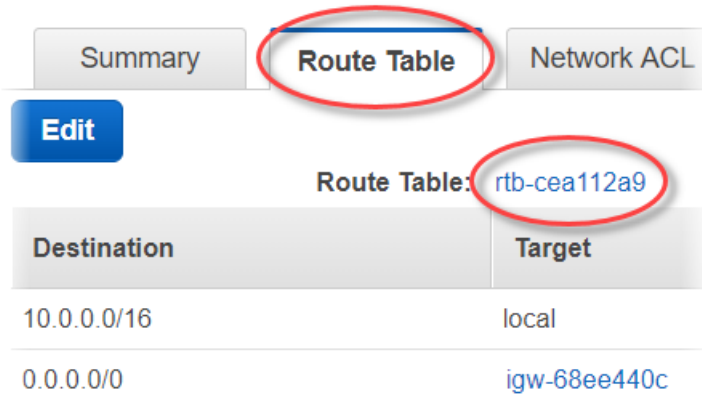 Summary Route Table Network ACL
Edit
Route Table: rtb-cea112a9
Destination Target
10.0.0.0/16 local
0.0.0.0/0 igw-68ee440c